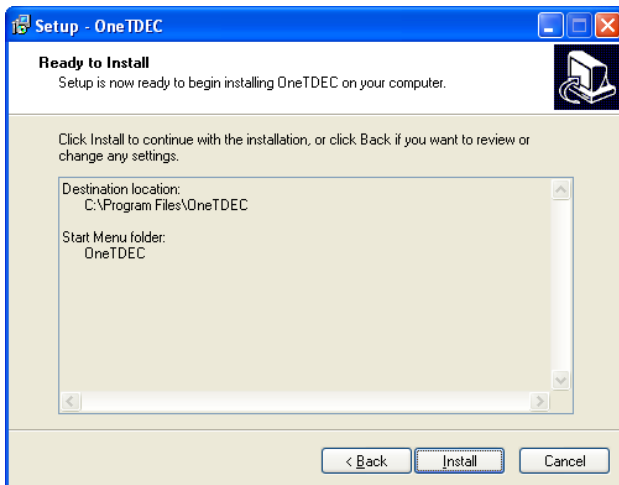 Setup - OneTDEC
Ready to Install
Setup is now ready to begin installing OneTDEC on your computer.
Click Install to continue with the installation, or click Back if you want to review or
change any settings.
Destination location:
C:\Program Files\OneTDEC
Start Menu folder:
OneTDEC
< Back
Install
Cancel